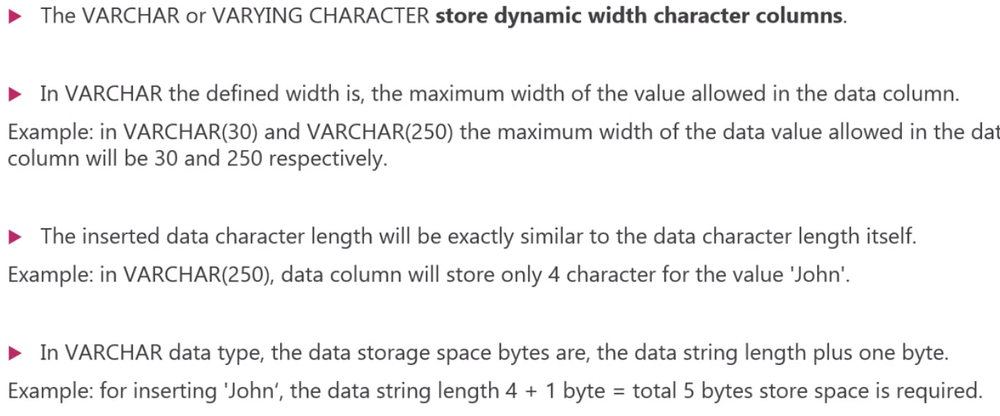 ▶ The VARCHAR or VARYING CHARACTER store dynamic width character columns.
▶ In VARCHAR the defined width is, the maximum width of the value allowed in the data column.
Example: in VARCHAR(30) and VARCHAR(250) the maximum width of the data value allowed in the dat
column will be 30 and 250 respectively.
▶ The inserted data character length will be exactly similar to the data character length itself.
Example: in VARCHAR(250), data column will store only 4 character for the value 'John'.
▶ In VARCHAR data type, the data storage space bytes are, the data string length plus one byte.
Example: for inserting 'John‘, the data string length 4 + 1 byte = total 5 bytes store space is required.